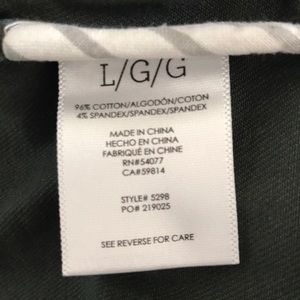 L/G/G
96% COTTON/ALGODÓN/COTON
4% SPANDEX/SPANDEX/SPANDEX
MADE IN CHINA
HECHO EN CHINA
FABRIQUÉ EN CHINE
RN#54077
CA#59814
STYLE# 5298
PO# 219025
SEE REVERSE FOR CARE